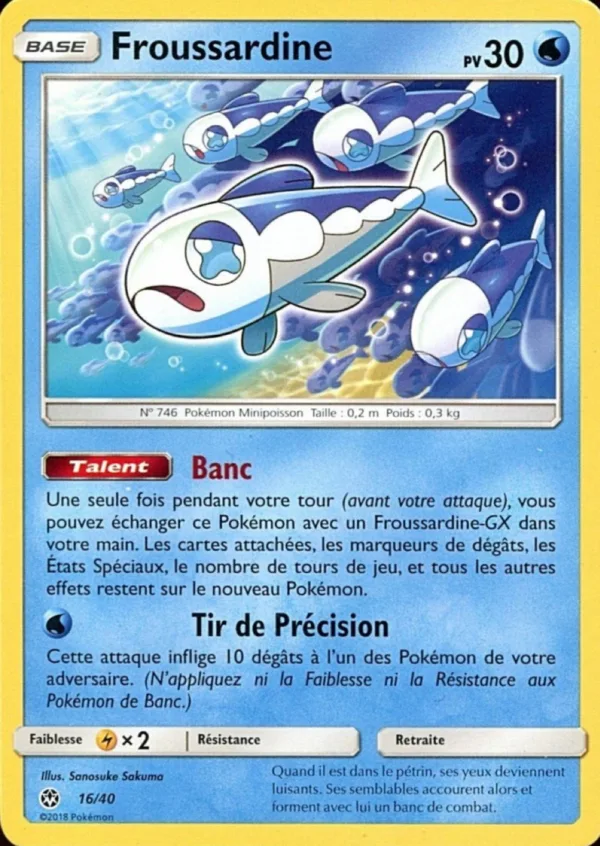 BASE Froussardine PV 30
N° 746 Pokémon Minipoisson Taille : 0,2 m Poids : 0,3 kg
Talent Banc
Une seule fois pendant votre tour (avant votre attaque), vous
pouvez échanger ce Pokémon avec un Froussardine-GX dans
votre main. Les cartes attachées, les marqueurs de dégâts, les
États Spéciaux, le nombre de tours de jeu, et tous les autres
effets restent sur le nouveau Pokémon.
Tir de Précision
Cette attaque inflige 10 dégâts à l'un des Pokémon de votre
adversaire. (N'appliquez ni la Faiblesse ni la Résistance aux
Pokémon de Banc.)
Faiblesse × 2 Résistance Retraite
Illus. Sanosuke Sakuma
16/40
©2018 Pokémon
Quand il est dans le pétrin, ses yeux deviennent
luisants. Ses semblables accourent alors et
forment avec lui un banc de combat.